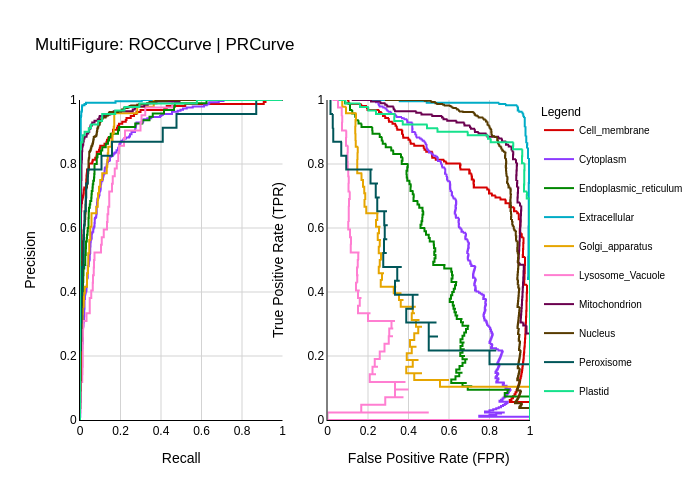 MultiFigure: ROCCurve | PRCurve
Precision
1
0.8
0.6
0.4
0.2
0
0
0.2
0.4
0.6
0.8
1
Recall
True Positive Rate (TPR)
1
0.8
0.6
0.4
0.2
0
0
0.2
0.4
0.6
0.8
1
False Positive Rate (FPR)
Legend
Cell_membrane
Cytoplasm
Endoplasmic_reticulum
Extracellular
Golgi_apparatus
Lysosome_Vacuole
Mitochondrion
Nucleus
Peroxisome
Plastid